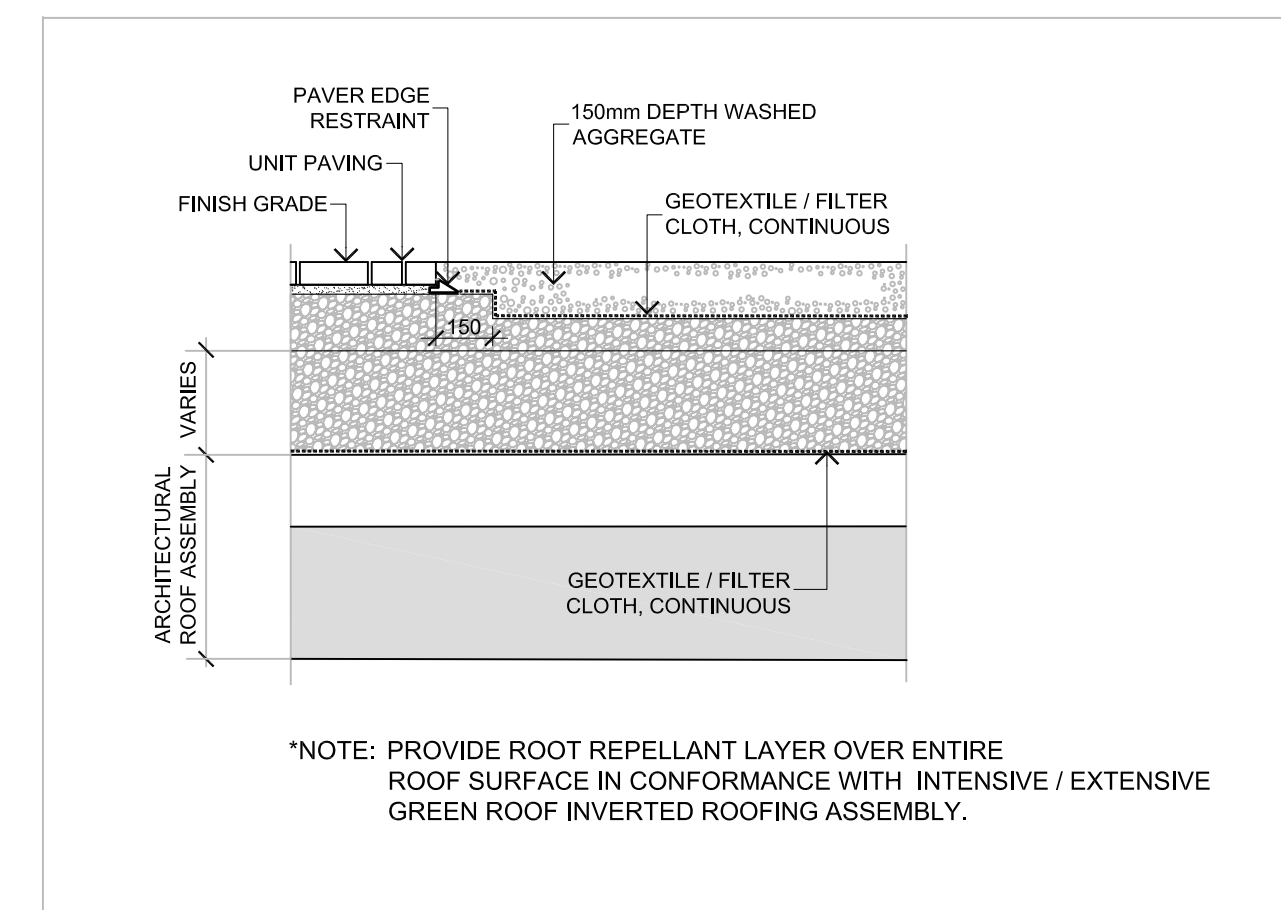 PAVER EDGE
RESTRAINT
150mm DEPTH WASHED
AGGREGATE
UNIT PAVING
FINISH GRADE
GEOTEXTILE / FILTER
CLOTH, CONTINUOUS
150
VARIES
ARCHITECTURAL
ROOF ASSEMBLY
GEOTEXTILE / FILTER
CLOTH, CONTINUOUS
*NOTE: PROVIDE ROOT REPELLANT LAYER OVER ENTIRE
ROOF SURFACE IN CONFORMANCE WITH INTENSIVE / EXTENSIVE
GREEN ROOF INVERTED ROOFING ASSEMBLY.